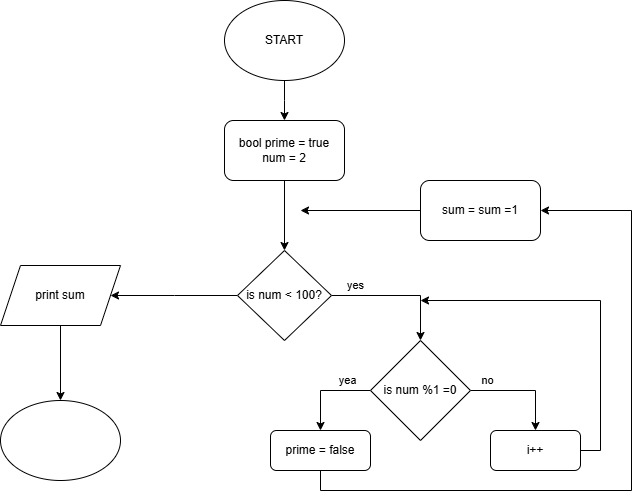 START
bool prime = true
num = 2
sum = sum =1
is num < 100?
yes
print sum
is num %1 =0
yea
no
prime = false
i++